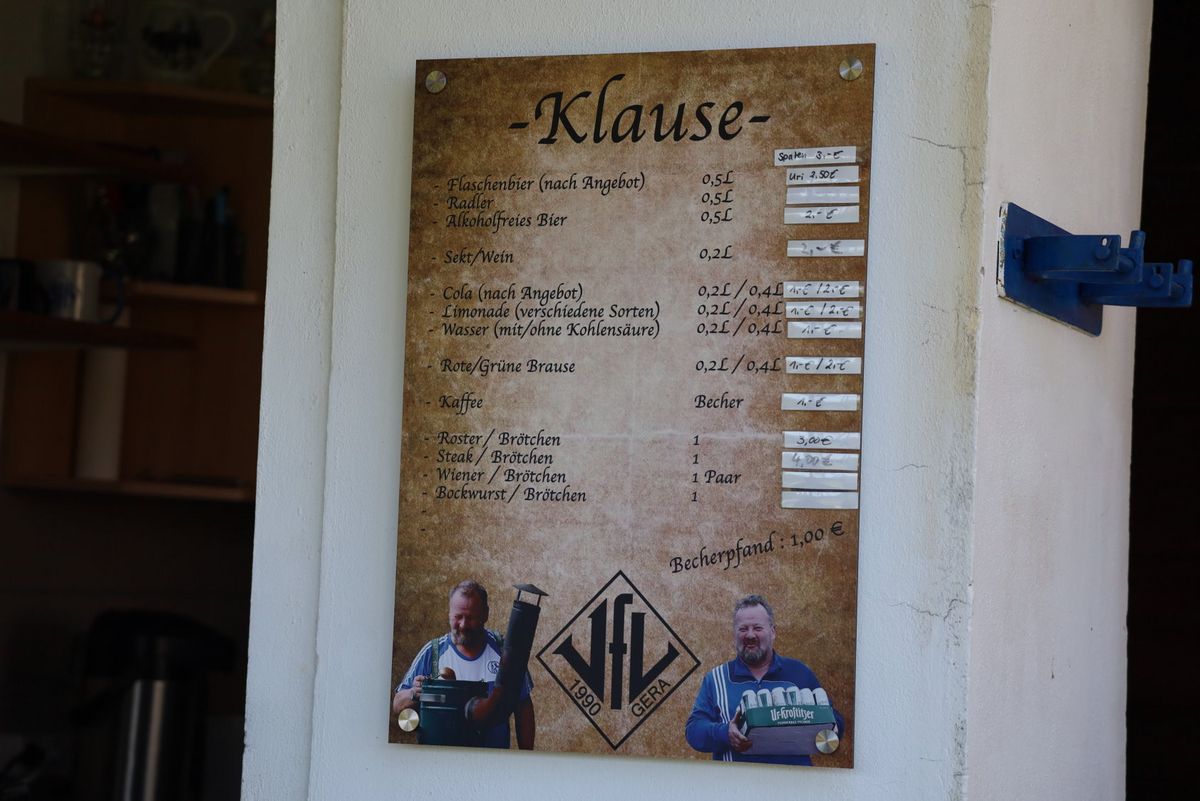 -Klause-
Spaten 3,-€
- Flaschenbier (nach Angebot) 0,5L Uri 2.50€
- Radler 0,5L
- Alkoholfreies Bier 0,5L 2,-€
- Sekt/Wein 0,2L 2,-€
- Cola (nach Angebot) 0,2L / 0,4L 1,-€ / 2,-€
- Limonade (verschiedene Sorten) 0,2L / 0,4L 1,-€ / 2,-€
- Wasser (mit/ohne Kohlensäure) 0,2L / 0,4L 1,-€
- Rote/Grüne Brause 0,2L / 0,4L 1,-€ / 2,-€
- Kaffee Becher 1,-€
- Roster / Brötchen 1 3,00€
- Steak / Brötchen 1 4,00€
- Wiener / Brötchen 1 Paar
- Bockwurst / Brötchen 1
-
-
Becherpfand : 1,00 €
VfL
1990 GERA
Ur-Krostitzer